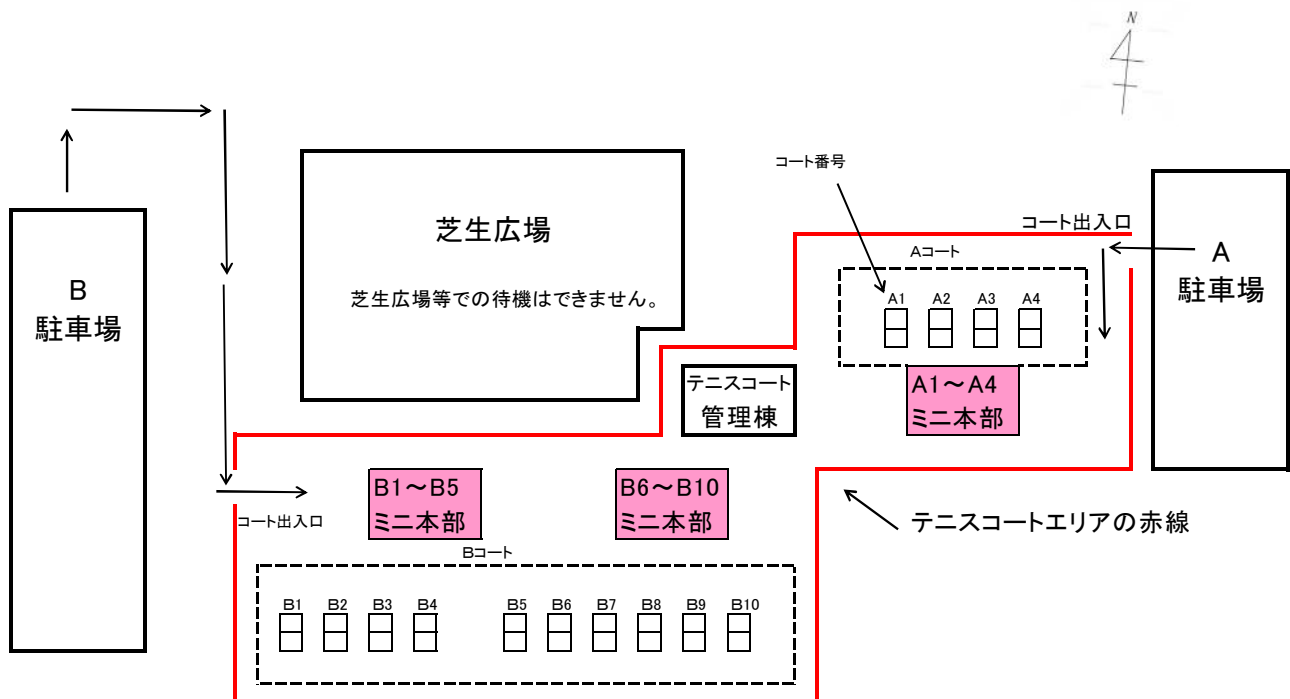 N
コート番号
芝生広場
芝生広場等での待機はできません。
コート出入口
Aコート
A
駐車場
B
駐車場
A1
A2
A3
A4
テニスコート
管理棟
A1～A4
ミニ本部
B1～B5
ミニ本部
B6～B10
ミニ本部
コート出入口
テニスコートエリアの赤線
Bコート
B1
B2
B3
B4
B5
B6
B7
B8
B9
B10